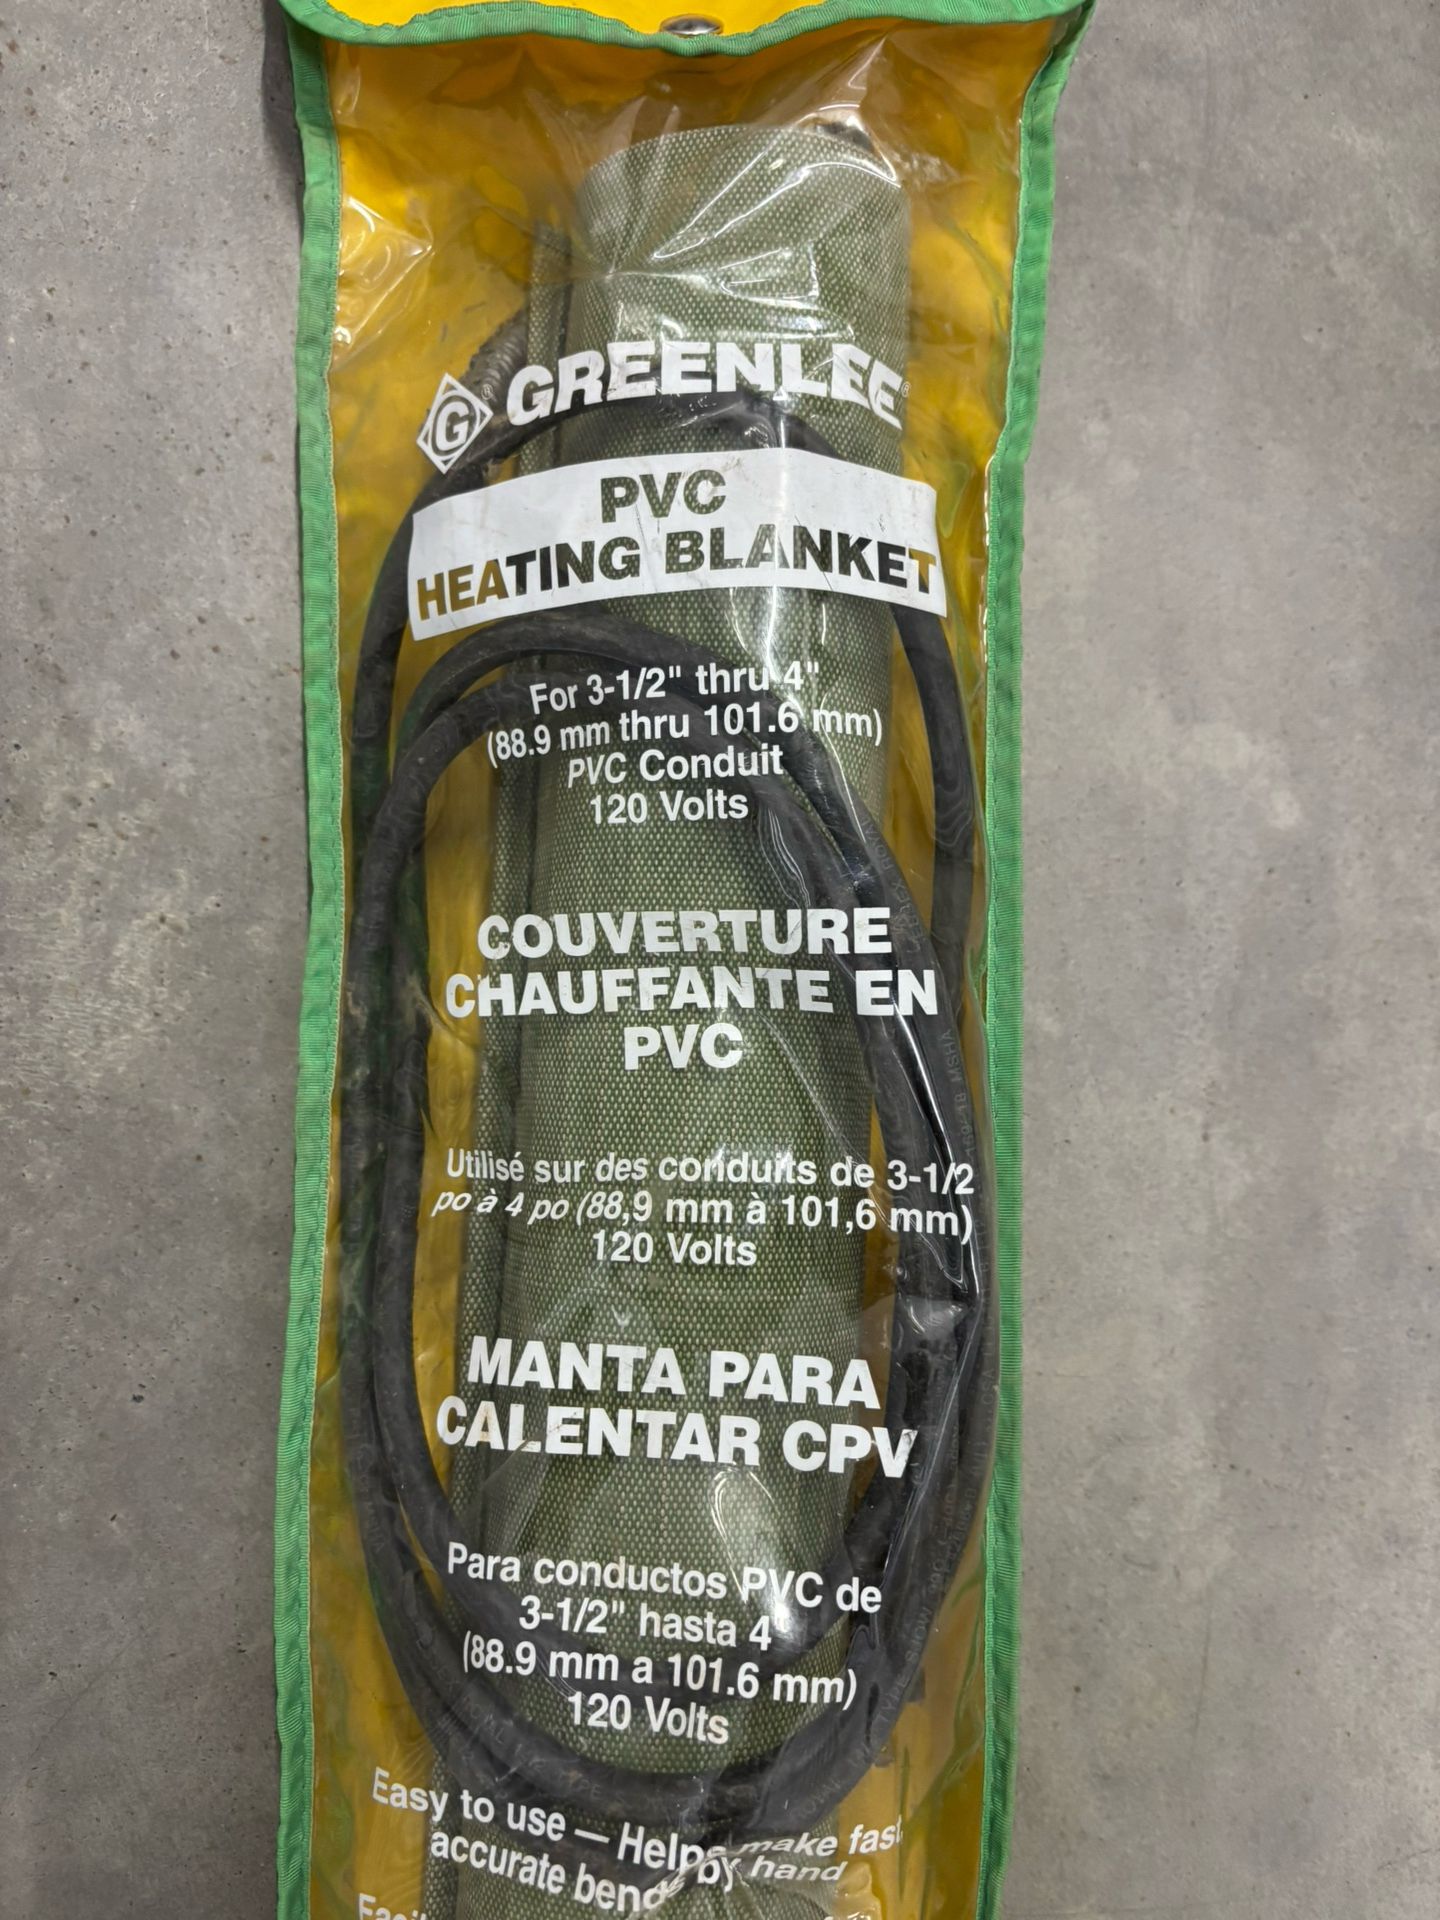 G® GREENLEE®
PVC
HEATING BLANKET
For 3-1/2" thru 4"
(88.9 mm thru 101.6 mm)
PVC Conduit
120 Volts
COUVERTURE
CHAUFFANTE EN
PVC
Utilisé sur des conduits de 3-1/2
po à 4 po (88,9 mm à 101,6 mm)
120 Volts
MANTA PARA
CALENTAR CPV
Para conductos PVC de
3-1/2" hasta 4"
(88.9 mm a 101.6 mm)
120 Volts
Easy to use — Helps make fast,
accurate bends by hand